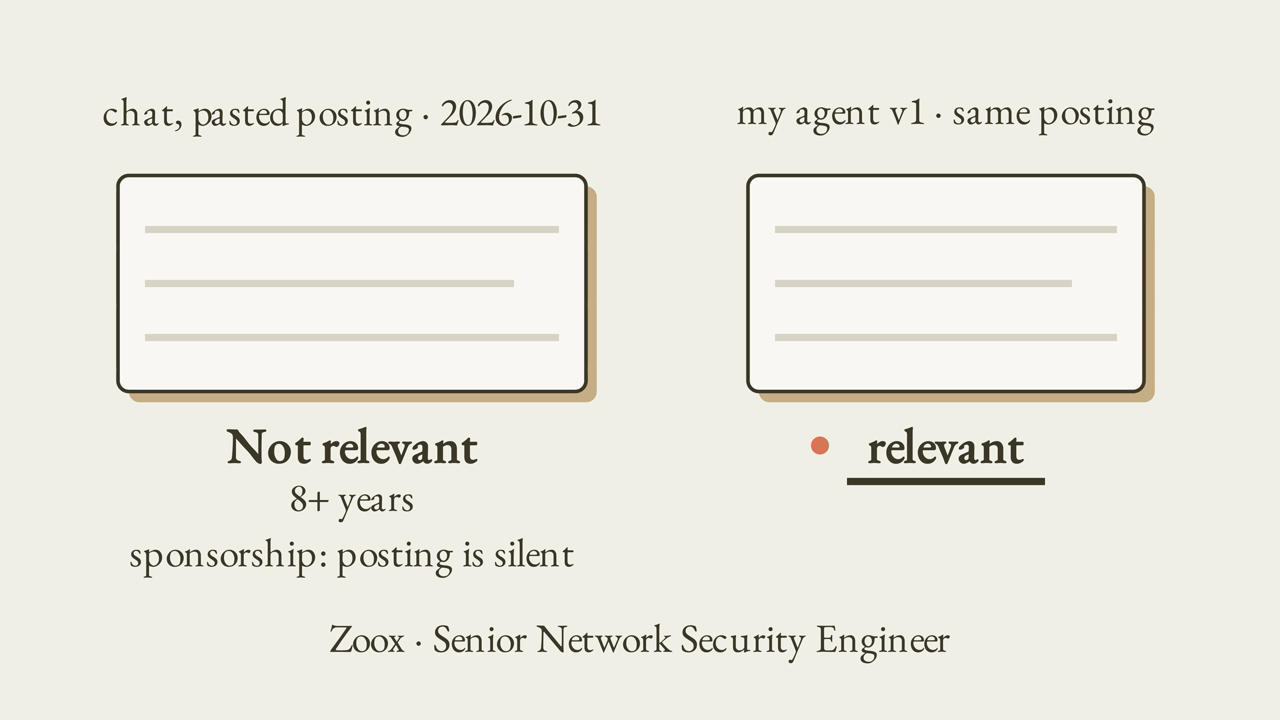 chat, pasted posting · 2026-10-31
my agent v1 · same posting
Not relevant
8+ years
sponsorship: posting is silent
relevant
Zoox · Senior Network Security Engineer